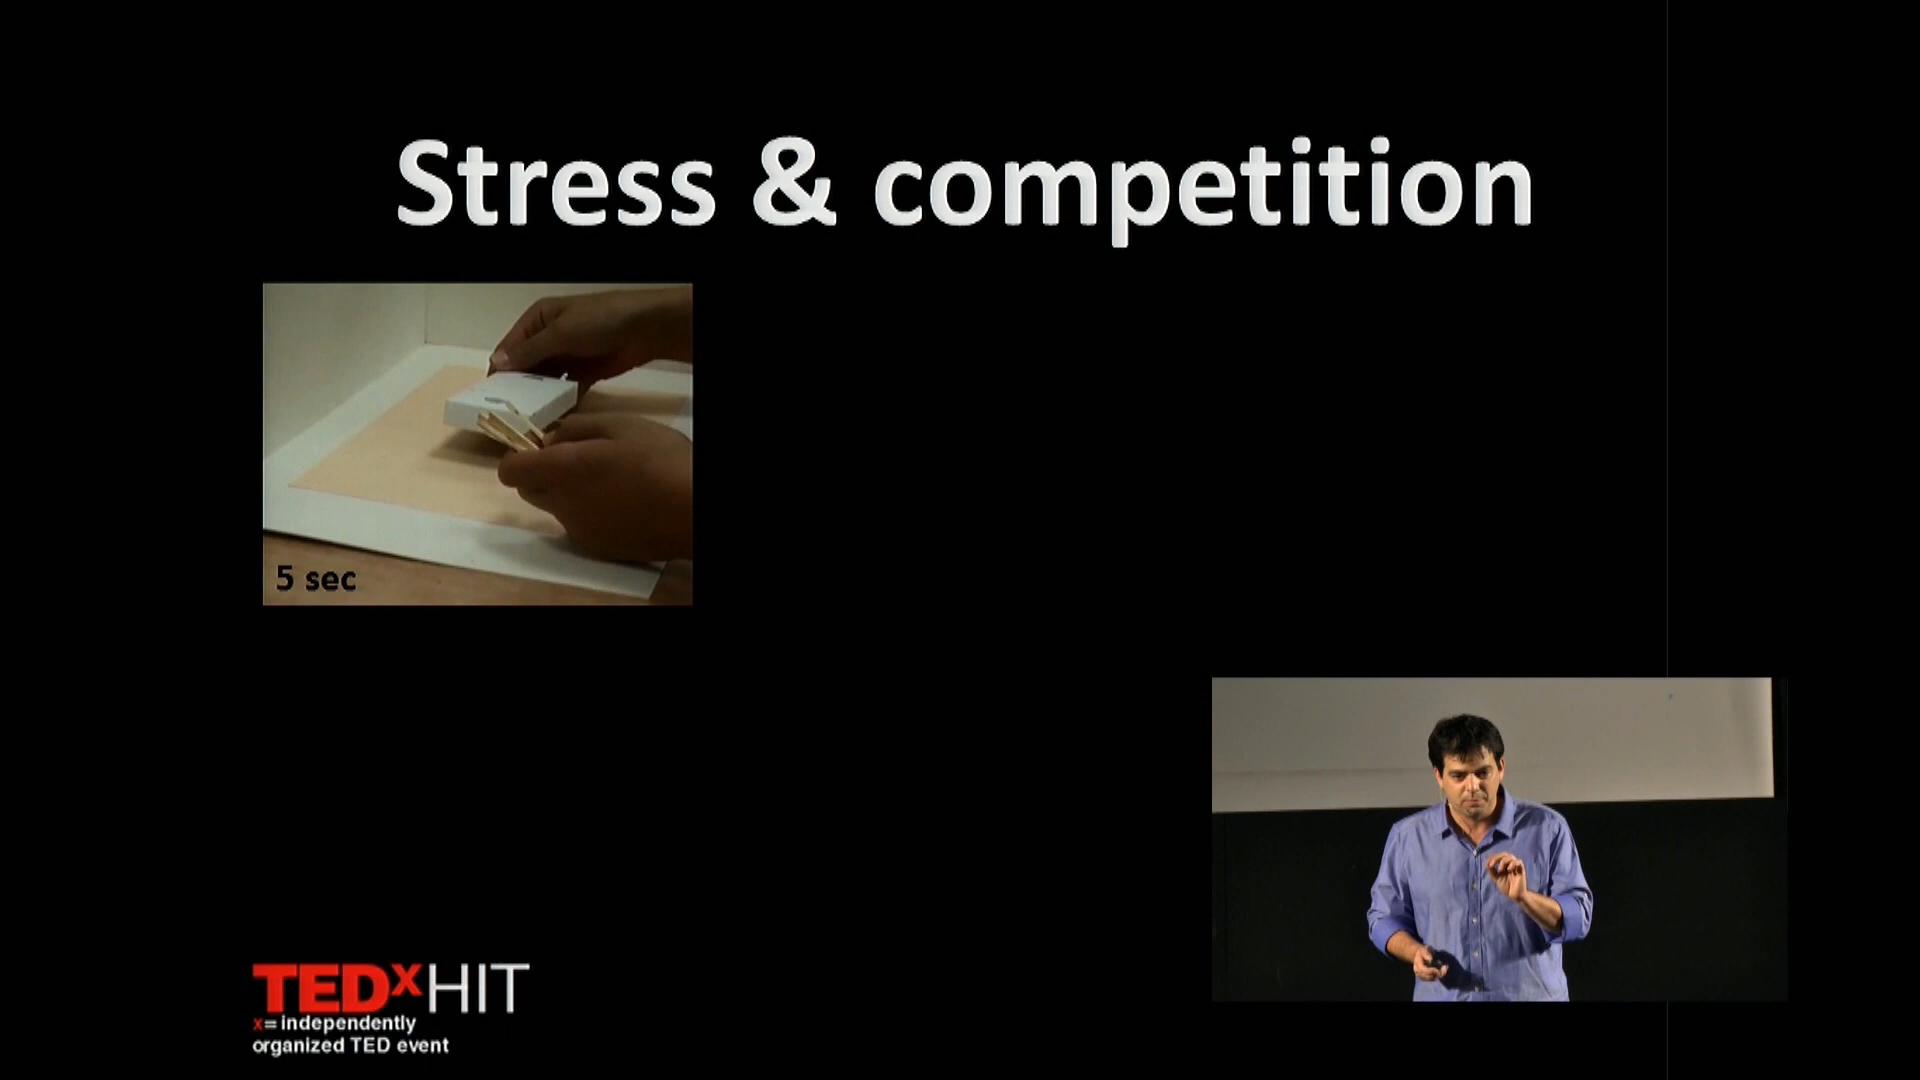 Stress & competition
5 sec
TEDxHIT
x=independently
organized TED event